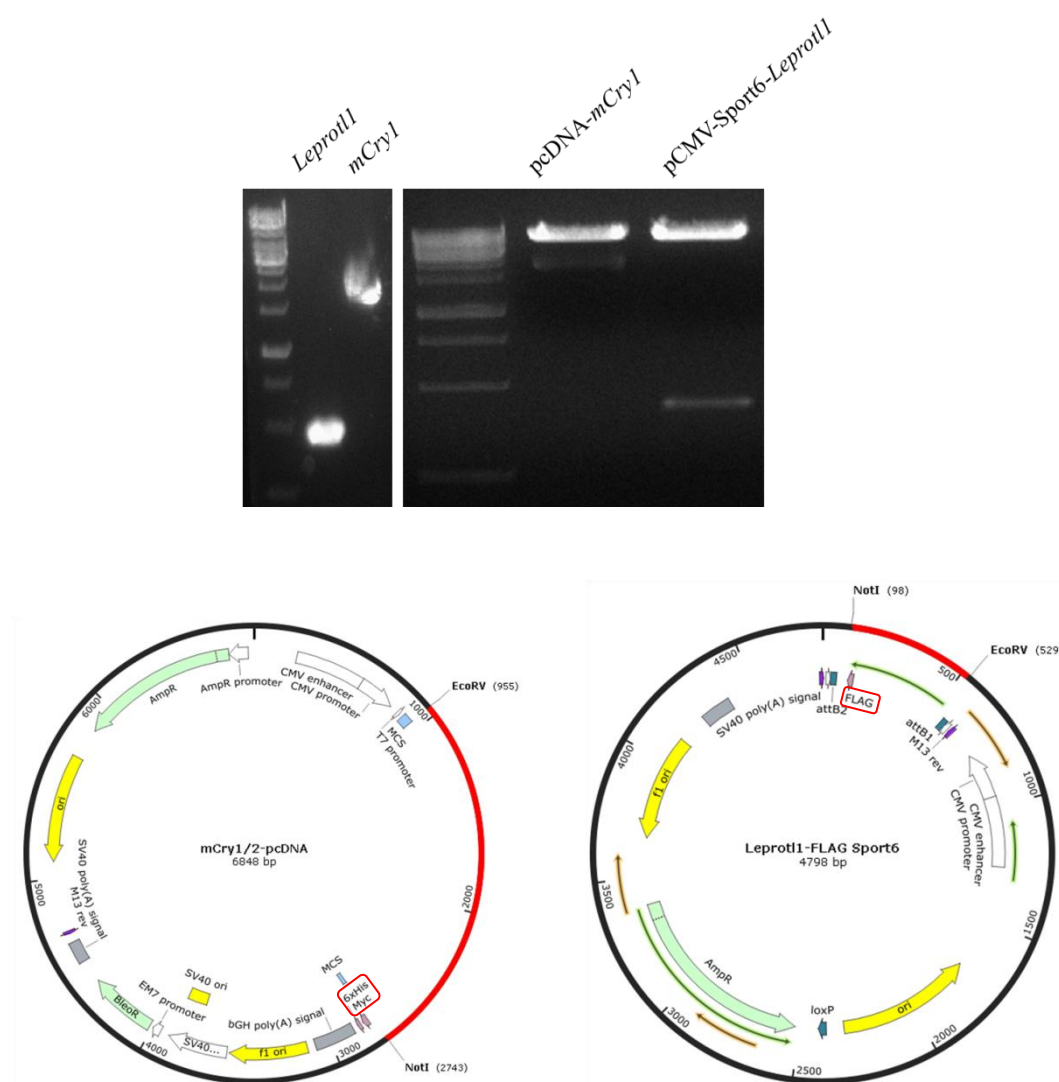 Leprotl1
mCry1
pcDNA-mCry1
pCMV-Sport6-Leprotl1
EcoRV (955)
1000
2000
NotI (2743)
3000
4000
5000
6000
AmpR
AmpR promoter
CMV enhancer
CMV promoter
MCS
T7 promoter
ori
mCry1/2-pcDNA
6848 bp
SV40 poly(A) signal
M13 rev
BleoR
EM7 promoter
SV40 ori
SV40...
f1 ori
bGH poly(A) signal
MCS
6xHis
Myc
NotI (98)
EcoRV (529
500
1000
1500
2000
2500
3000
3500
4000
4500
SV40 poly(A) signal
attB2
FLAG
attB1
M13 rev
CMV enhancer
CMV promoter
f1 ori
Leprotl1-FLAG Sport6
4798 bp
AmpR
loxP
ori